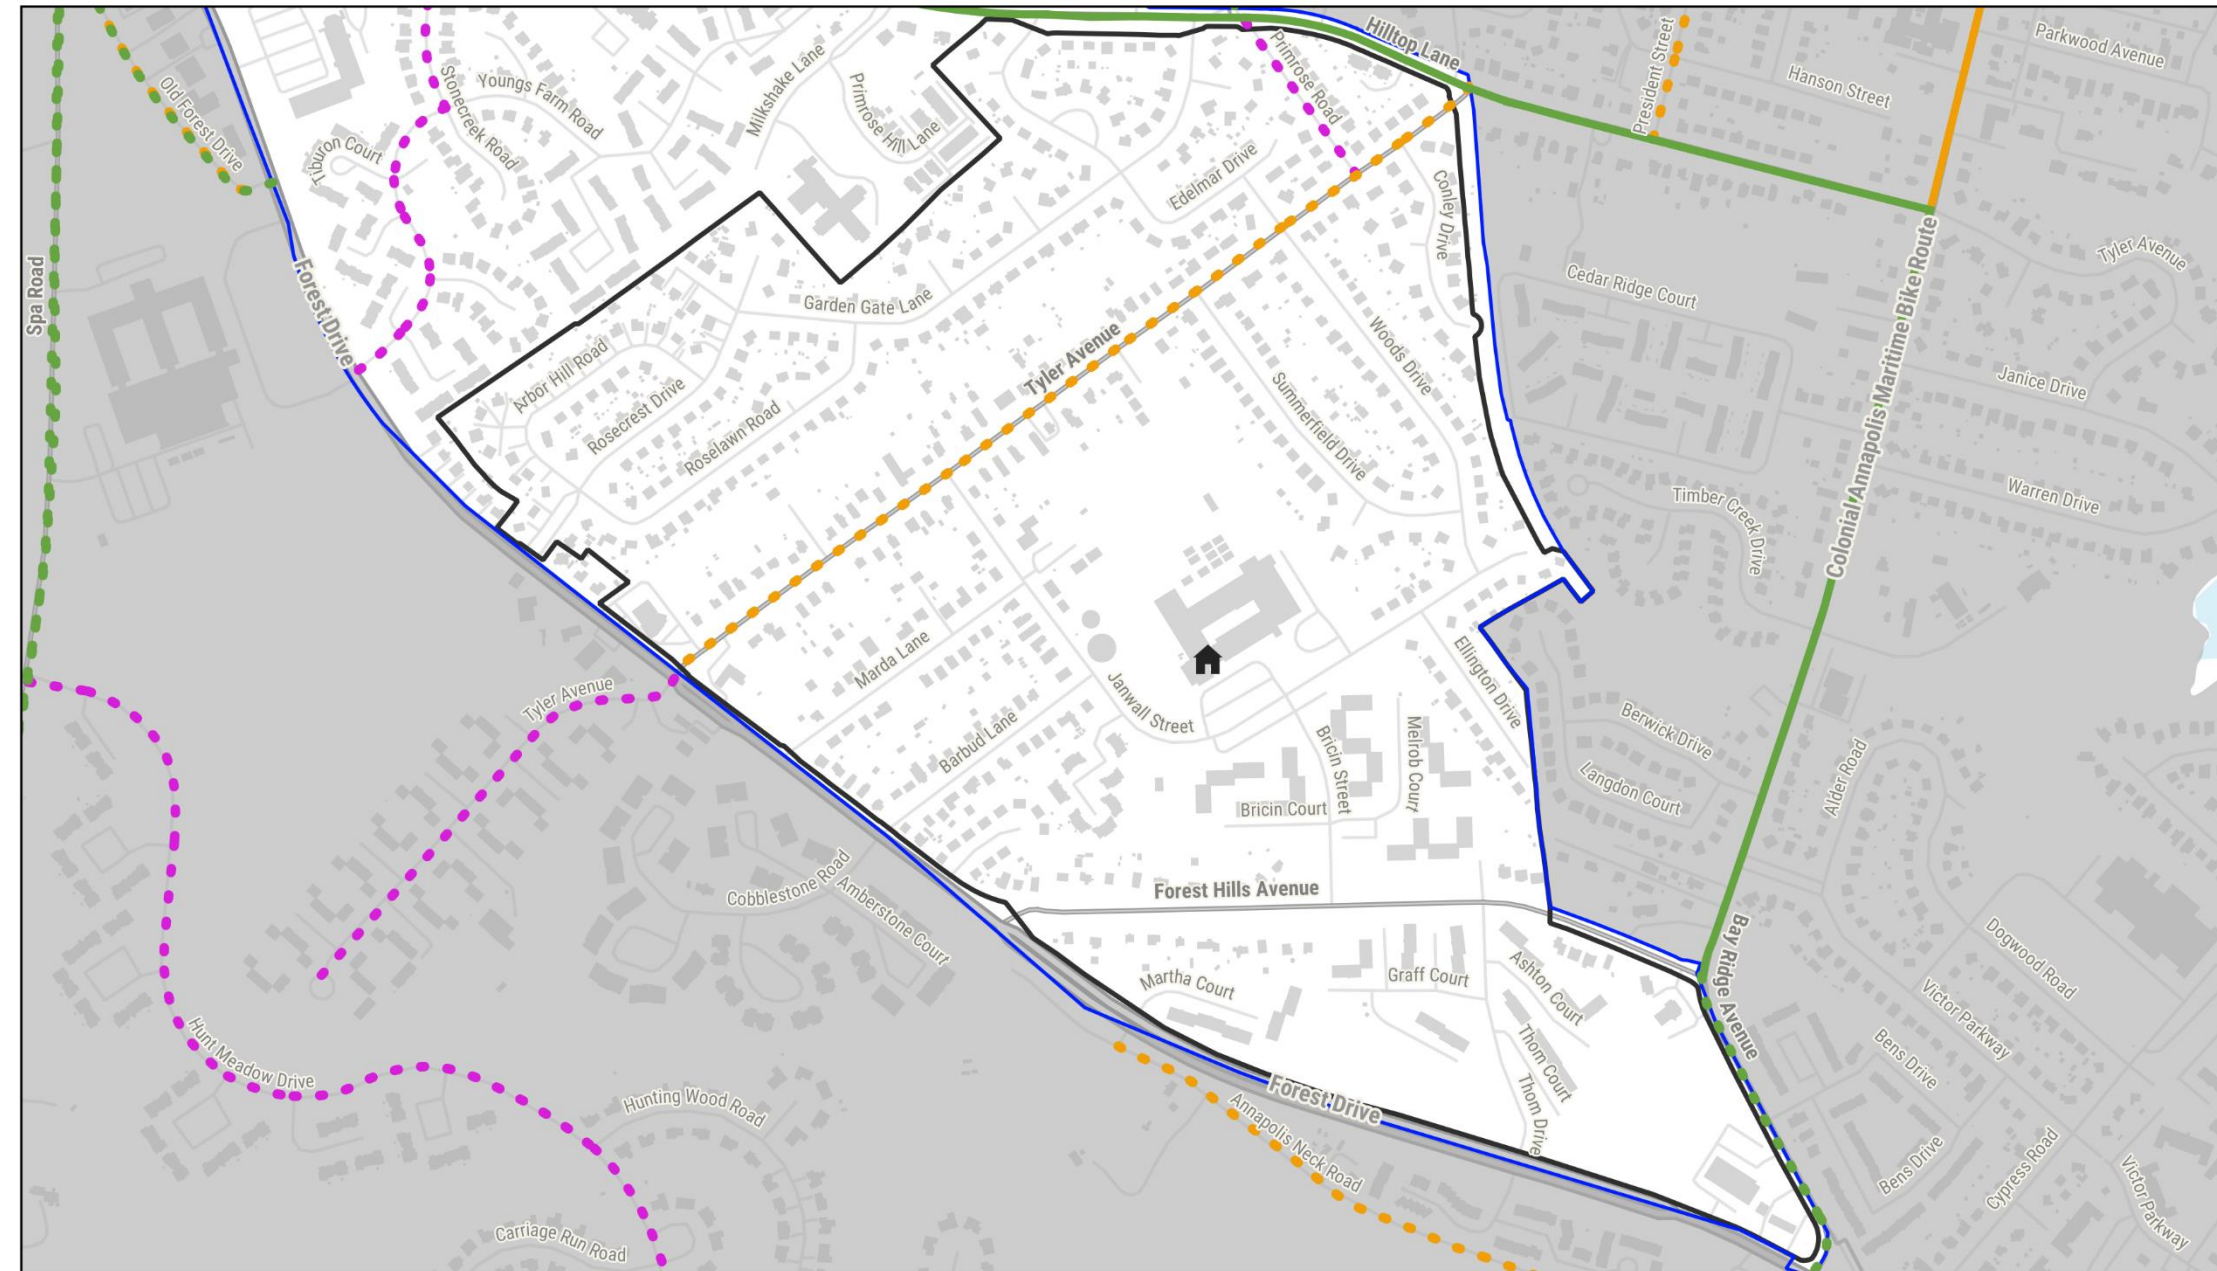 Hilltop Lane
President Street
Parkwood Avenue
Hanson Street
Primrose Road
Milkshake Lane
Stonecreek Road
Youngs Farm Road
Primrose Hill Lane
Old Forest Drive
Tiburon Court
Edelmar Drive
Conley Drive
Colonial Annapolis Maritime Bike Route
Tyler Avenue
Spa Road
Forest Drive
Garden Gate Lane
Cedar Ridge Court
Tyler Avenue
Woods Drive
Arbor Hill Road
Rosecrest Drive
Roselawn Road
Summerfield Drive
Janice Drive
Timber Creek Drive
Warren Drive
Marda Lane
Ellington Drive
Tyler Avenue
Janwall Street
Barbud Lane
Bricin Street
Melrob Court
Berwick Drive
Langdon Court
Alder Road
Bricin Court
Cobblestone Road
Amberstone Court
Forest Hills Avenue
Bay Ridge Avenue
Dogwood Road
Martha Court
Graff Court
Ashton Court
Victor Parkway
Hunt Meadow Drive
Thom Court
Bens Drive
Forest Drive
Thom Drive
Hunting Wood Road
Annapolis Neck Road
Bens Drive
Cypress Road
Victor Parkway
Carriage Run Road